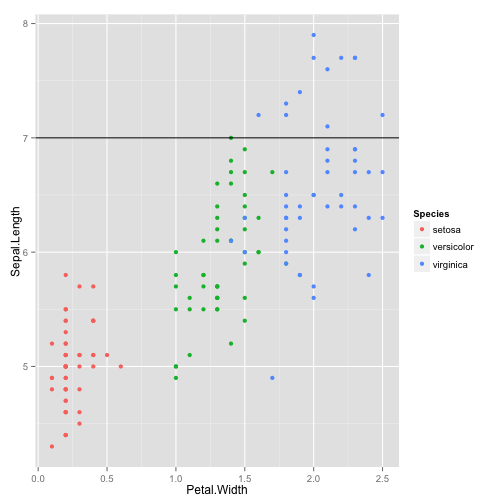 8
7
6
5
Sepal.Length
0.0 0.5 1.0 1.5 2.0 2.5
Petal.Width
Species
setosa
versicolor
virginica